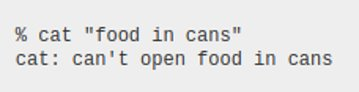 % cat "food in cans"
cat: can't open food in cans